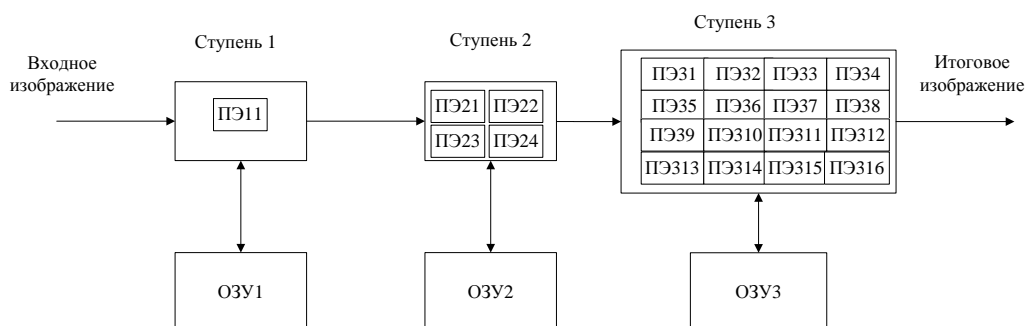 Ступень 1
Ступень 2
Ступень 3
Входное
изображение
Итоговое
изображение
ПЭ11
ПЭ21 ПЭ22
ПЭ23 ПЭ24
ПЭ31 ПЭ32 ПЭ33 ПЭ34
ПЭ35 ПЭ36 ПЭ37 ПЭ38
ПЭ39 ПЭ310 ПЭ311 ПЭ312
ПЭ313 ПЭ314 ПЭ315 ПЭ316
ОЗУ1
ОЗУ2
ОЗУ3